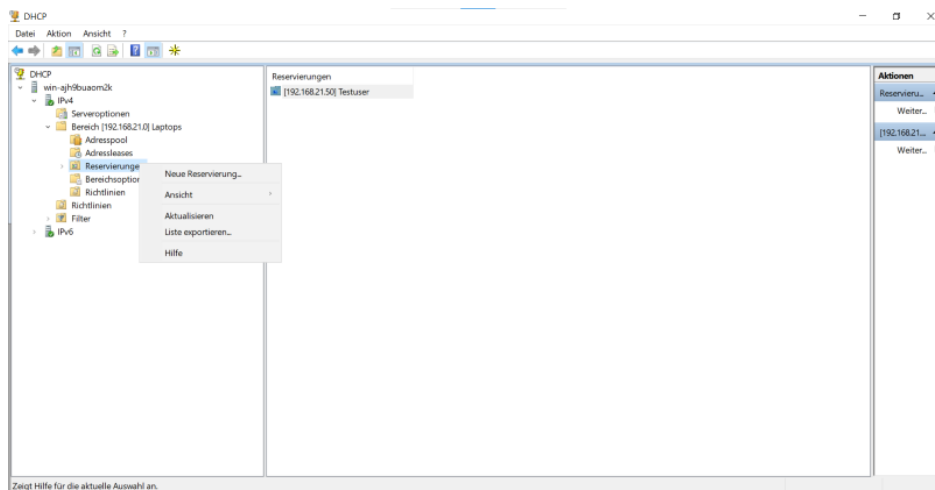 DHCP
Datei Aktion Ansicht ?
DHCP
win-ajh9buaom2k
IPv4
Serveroptionen
Bereich [192.168.21.0] Laptops
Adresspool
Adressleases
Reservierunge
Bereichsoption
Richtlinien
Richtlinien
Filter
IPv6
Neue Reservierung...
Ansicht
Aktualisieren
Liste exportieren...
Hilfe
Reservierungen
[192.168.21.50] Testuser
Aktionen
Reservieru...
Weiter...
[192.168.21...
Weiter...
Zeigt Hilfe für die aktuelle Auswahl an.